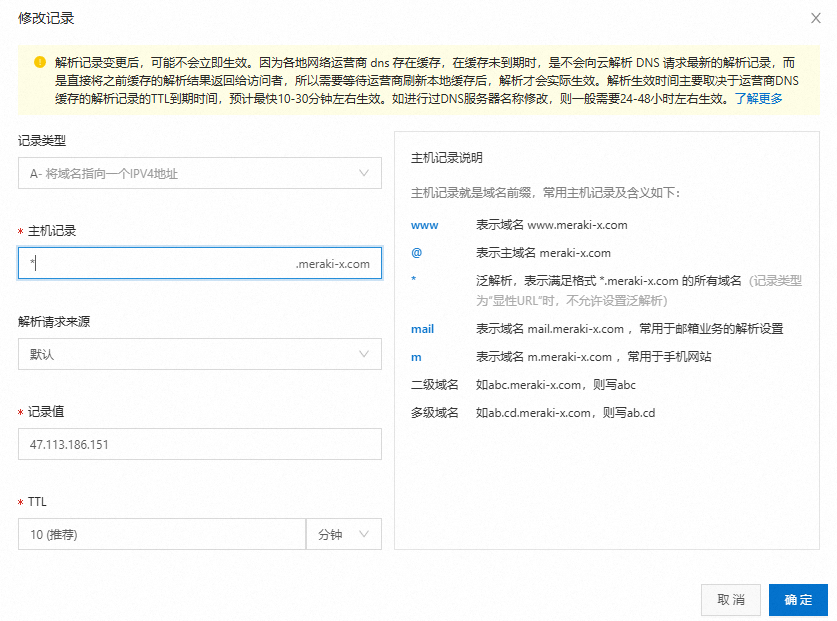 修改记录
解析记录变更后，可能不会立即生效。因为各地网络运营商 dns 存在缓存，在缓存未到期时，是不会向云解析 DNS 请求最新的解析记录，而
是直接将之前缓存的解析结果返回给访问者，所以需要等待运营商刷新本地缓存后，解析才会实际生效。解析生效时间主要取决于运营商DNS
缓存的解析记录的TTL到期时间，预计最快10-30分钟左右生效。如进行过DNS服务器名称修改，则一般需要24-48小时左右生效。了解更多
记录类型
A- 将域名指向一个IPV4地址
* 主机记录
* .meraki-x.com
解析请求来源
默认
* 记录值
47.113.186.151
* TTL
10 (推荐) 分钟
主机记录说明
主机记录就是域名前缀，常用主机记录及含义如下：
www 表示域名 www.meraki-x.com
@ 表示主域名 meraki-x.com
* 泛解析，表示满足格式 *.meraki-x.com 的所有域名（记录类型
为”显性URL”时，不允许设置泛解析）
mail 表示域名 mail.meraki-x.com ，常用于邮箱业务的解析设置
m 表示域名 m.meraki-x.com ，常用于手机网站
二级域名 如abc.meraki-x.com，则写abc
多级域名 如ab.cd.meraki-x.com，则写ab.cd
取消 确定